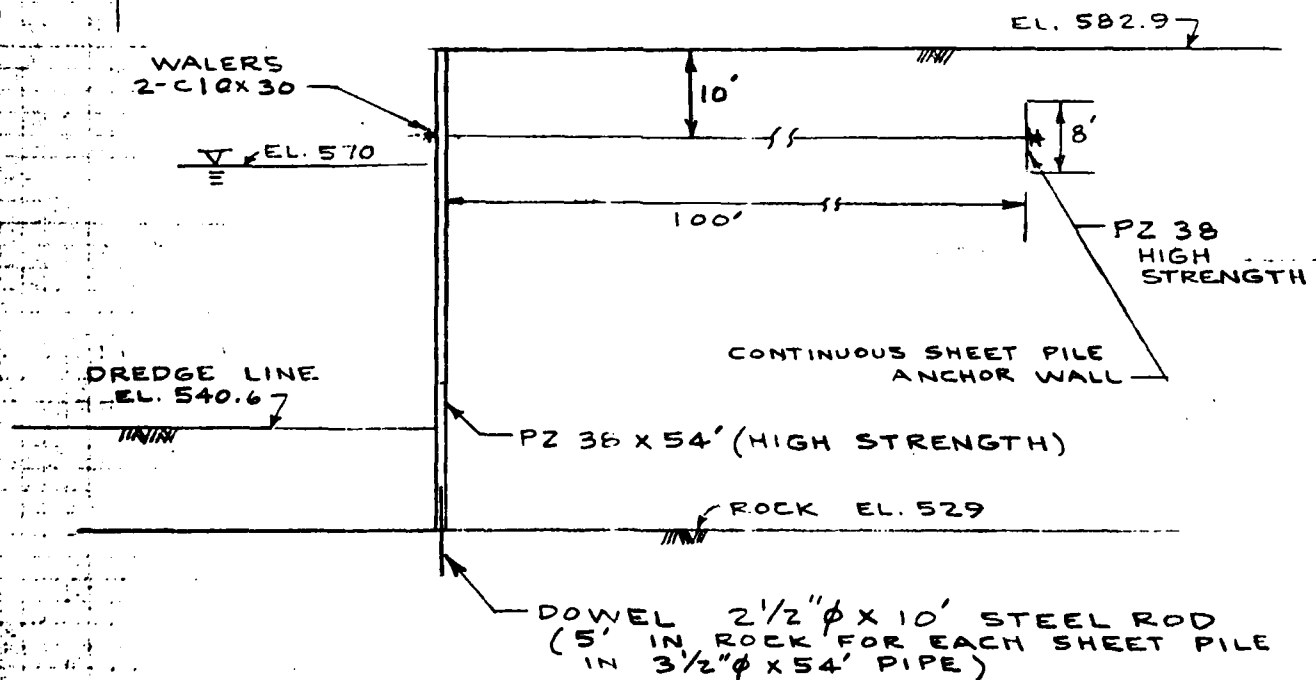 EL. 582.9
WALERS
2-C10X30
10'
8'
EL. 570
100'
PZ 38
HIGH
STRENGTH
CONTINUOUS SHEET PILE
ANCHOR WALL
DREDGE LINE
EL. 540.6
PZ 38 X 54' (HIGH STRENGTH)
ROCK EL. 529
DOWEL 2 1/2"φ X 10' STEEL ROD
(5' IN ROCK FOR EACH SHEET PILE
IN 3 1/2"φ X 54' PIPE)